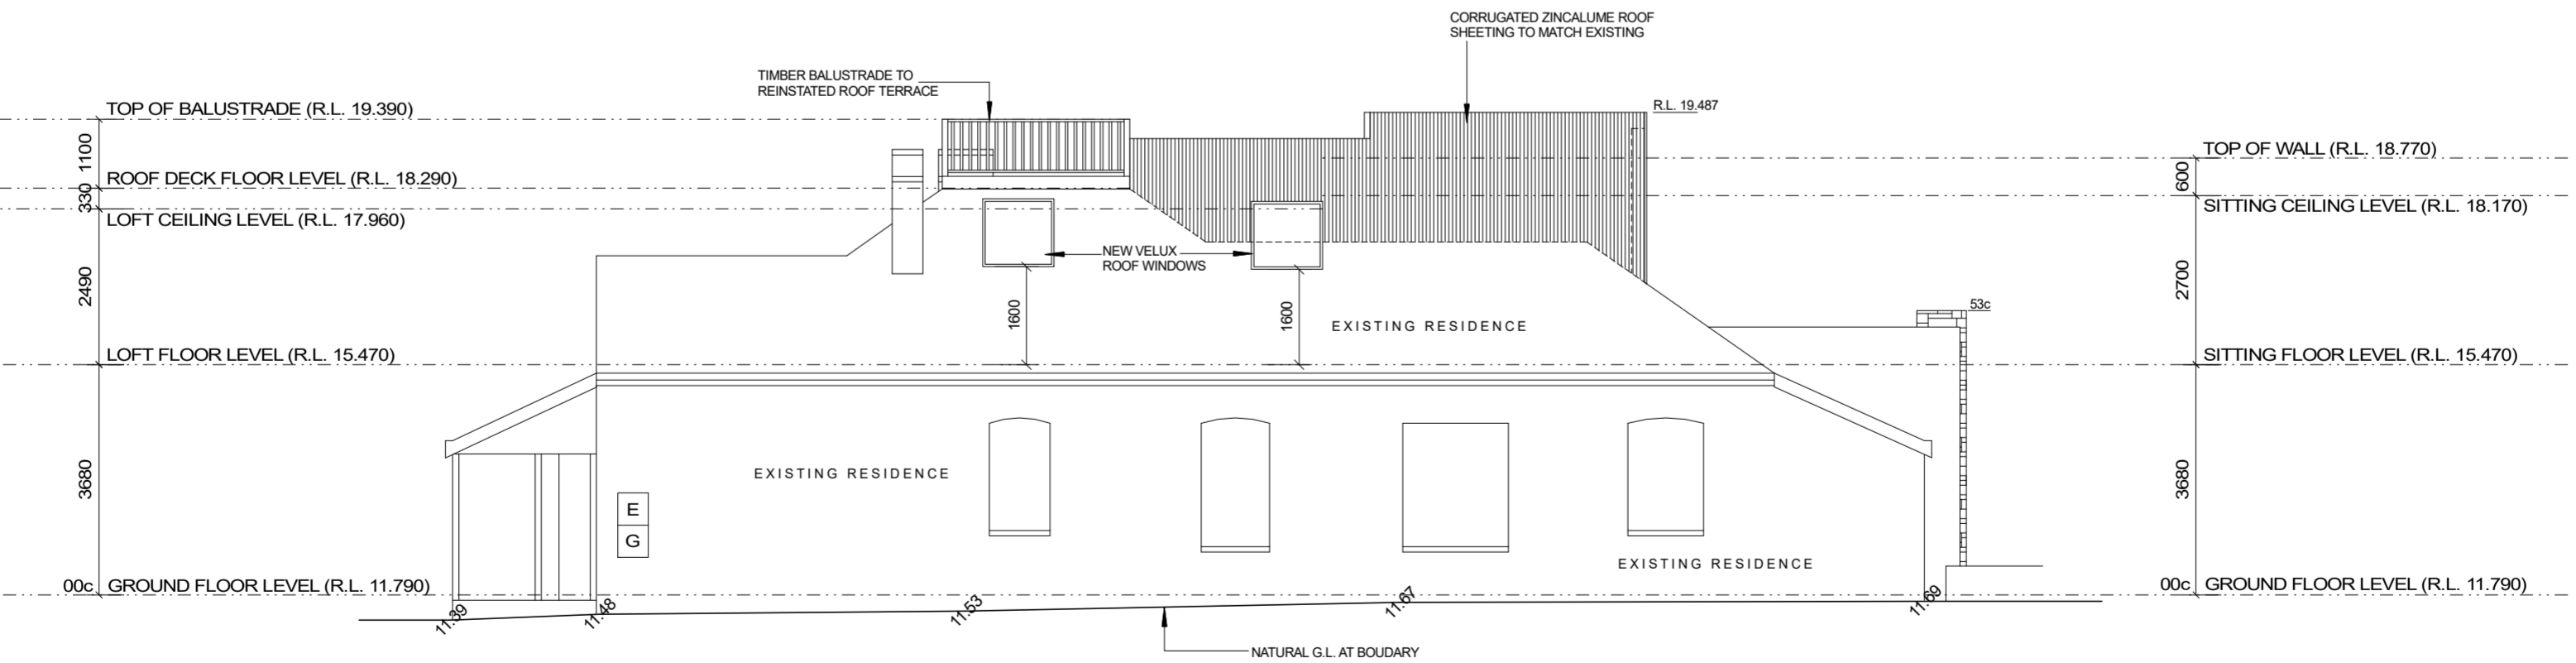 CORRUGATED ZINCALUME ROOF
SHEETING TO MATCH EXISTING
TIMBER BALUSTRADE TO
REINSTATED ROOF TERRACE
TOP OF BALUSTRADE (R.L. 19.390)
R.L. 19.487
1100
TOP OF WALL (R.L. 18.770)
ROOF DECK FLOOR LEVEL (R.L. 18.290)
600
330
LOFT CEILING LEVEL (R.L. 17.960)
SITTING CEILING LEVEL (R.L. 18.170)
NEW VELUX
ROOF WINDOWS
2490
2700
1600
1600
53c
EXISTING RESIDENCE
LOFT FLOOR LEVEL (R.L. 15.470)
SITTING FLOOR LEVEL (R.L. 15.470)
3680
EXISTING RESIDENCE
3680
E
G
EXISTING RESIDENCE
00c GROUND FLOOR LEVEL (R.L. 11.790)
00c GROUND FLOOR LEVEL (R.L. 11.790)
11.39
11.48
11.53
11.67
11.69
NATURAL G.L. AT BOUDARY